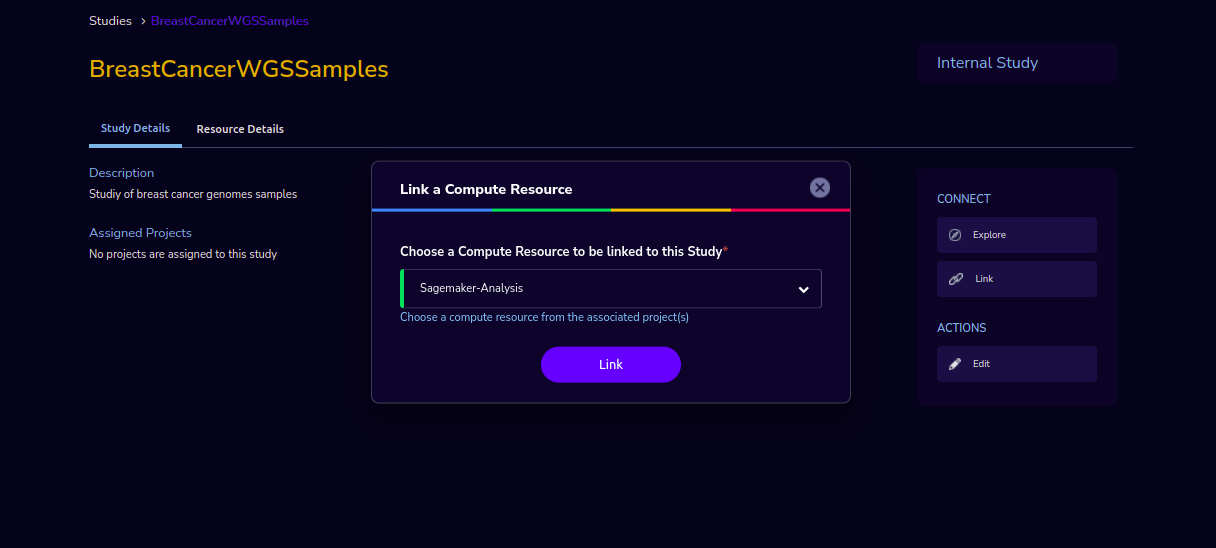 Studies › BreastCancerWGSSamples
BreastCancerWGSSamples
Internal Study
Study Details
Resource Details
Description
Studiy of breast cancer genomes samples
Assigned Projects
No projects are assigned to this study
Link a Compute Resource
Choose a Compute Resource to be linked to this Study*
Sagemaker-Analysis
Choose a compute resource from the associated project(s)
Link
CONNECT
Explore
Link
ACTIONS
Edit